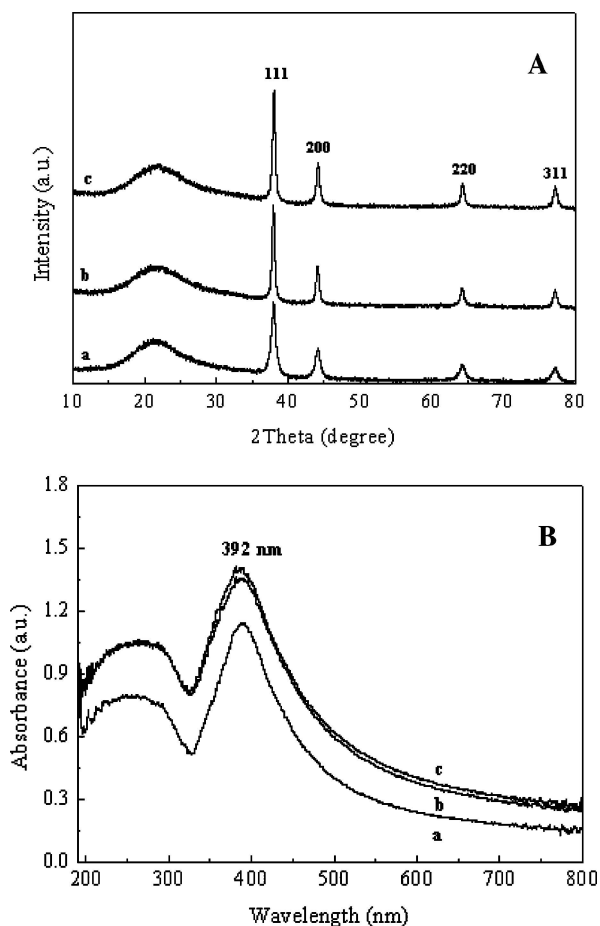 A
111
200
220
311
c
b
a
Intensity (a.u.)
10 20 30 40 50 60 70 80
2Theta (degree)
B
392 nm
1.8
1.5
1.2
0.9
0.6
0.3
0.0
Absorbance (a.u.)
c
b
a
200 300 400 500 600 700 800
Wavelength (nm)